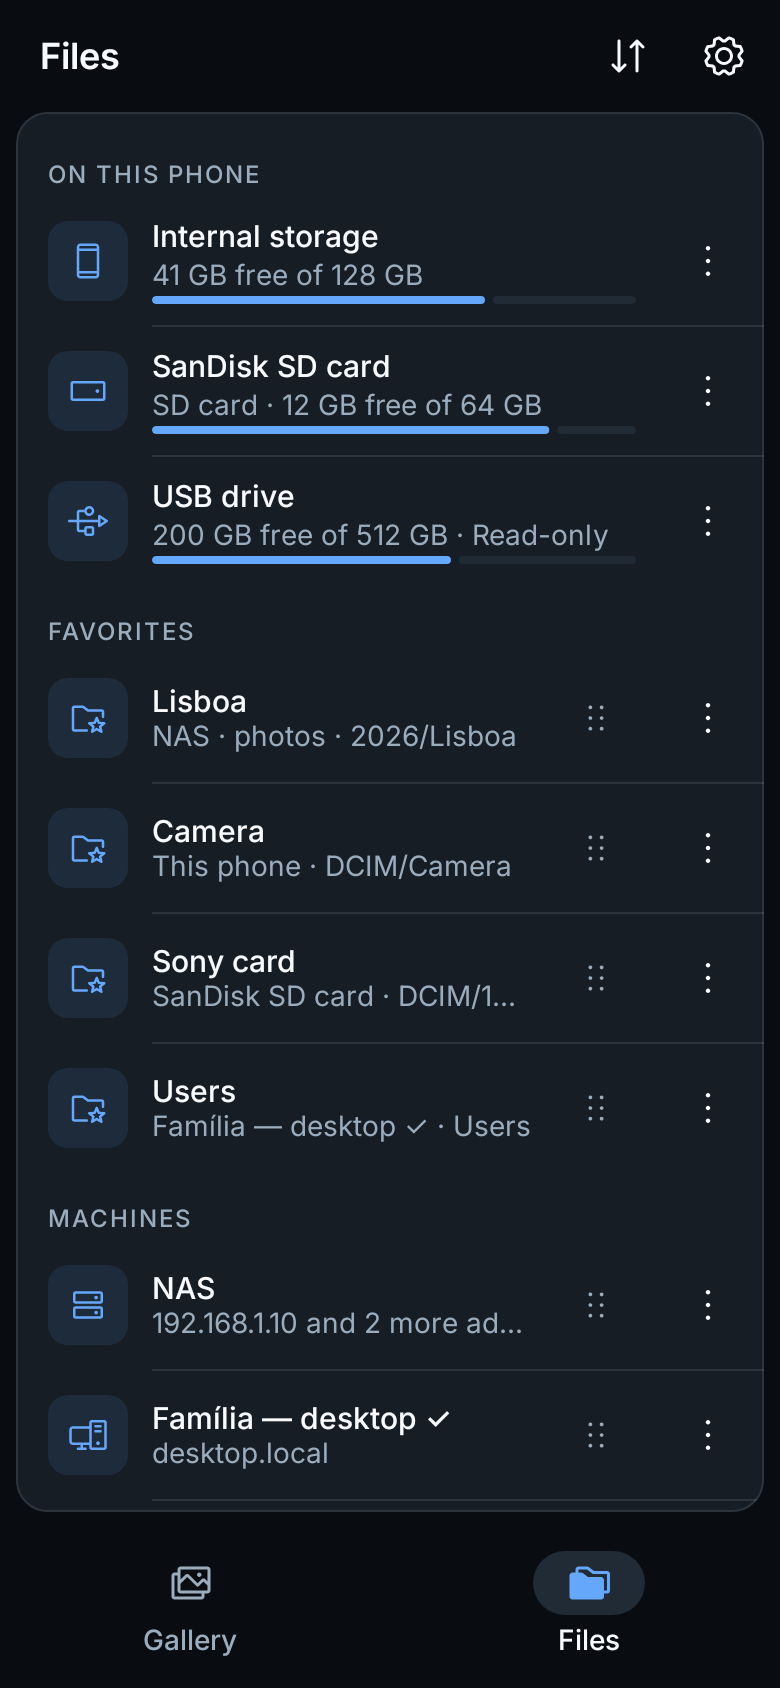 Files
ON THIS PHONE
Internal storage
41 GB free of 128 GB
SanDisk SD card
SD card · 12 GB free of 64 GB
USB drive
200 GB free of 512 GB · Read-only
FAVORITES
Lisboa
NAS · photos · 2026/Lisboa
Camera
This phone · DCIM/Camera
Sony card
SanDisk SD card · DCIM/1...
Users
Família — desktop ✓ · Users
MACHINES
NAS
192.168.1.10 and 2 more ad...
Família — desktop ✓
desktop.local
Gallery
Files